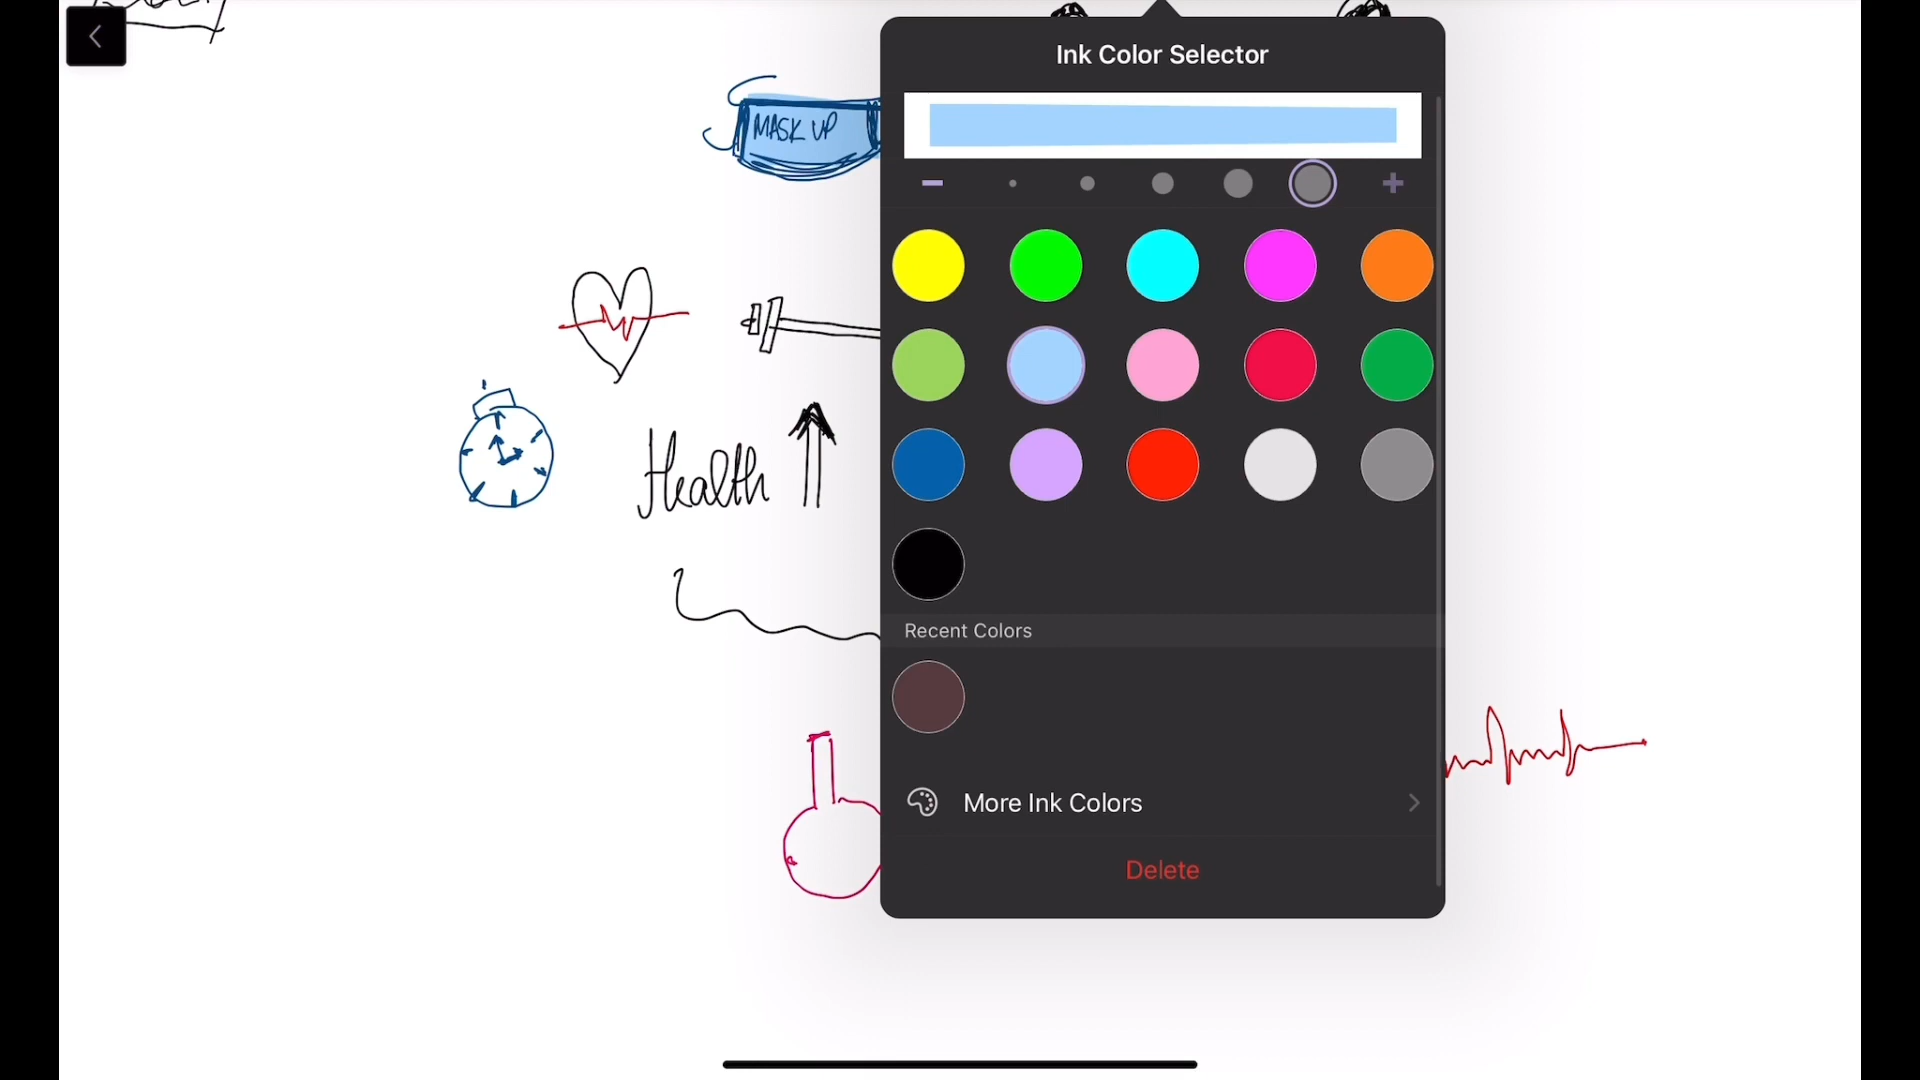 Ink Color Selector
MASK UP
Health
Recent Colors
More Ink Colors
Delete